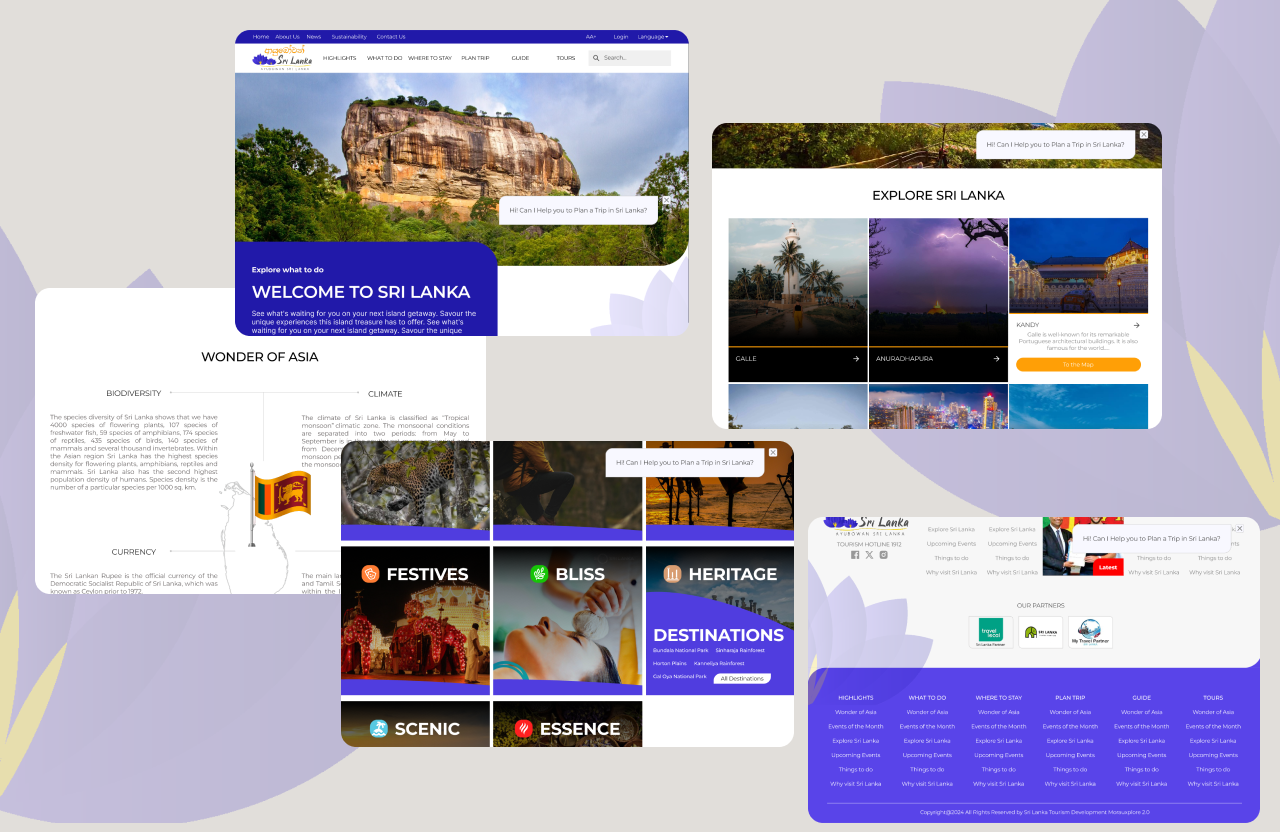 Home About Us News Sustainability Contact Us AA+ Login Language
ආයුබෝවන්
Sri Lanka
AYUBOWAN SRI LANKA
HIGHLIGHTS WHAT TO DO WHERE TO STAY PLAN TRIP GUIDE TOURS Search...
Hi! Can I Help you to Plan a Trip in Sri Lanka?
Explore what to do
WELCOME TO SRI LANKA
See what's waiting for you on your next island getaway. Savour the
unique experiences this island treasure has to offer. See what's
waiting for you on your next island getaway. Savour the unique
Hi! Can I Help you to Plan a Trip in Sri Lanka?
EXPLORE SRI LANKA
GALLE
ANURADHAPURA
KANDY
Galle is well-known for its remarkable
Portuguese architectural buildings. It is also
famous for the world....
To the Map
WONDER OF ASIA
BIODIVERSITY
The species diversity of Sri Lanka shows that we have
4000 species of flowering plants, 107 species of
freshwater fish, 59 species of amphibians, 174 species
of reptiles, 435 species of birds, 140 species of
mammals and several thousand invertebrates. Within
the Asian region Sri Lanka has the highest species
density for flowering plants, amphibians, reptiles and
mammals. Sri Lanka also has the second highest
population density of humans. Species density is the
number of a particular species per 1000 sq. km.
CLIMATE
The climate of Sri Lanka is classified as "Tropical
monsoon" climatic zone. The monsoonal conditions
are separated into two periods: from May to
September is
from Decem
monsoon pe
the monsoon
CURRENCY
The Sri Lankan Rupee is the official currency of the
Democratic Socialist Republic of Sri Lanka, which was
known as Ceylon prior to 1972.
The main lan
and Tamil. S
within the
Hi! Can I Help you to Plan a Trip in Sri Lanka?
FESTIVES
BLISS
HERITAGE
DESTINATIONS
Bundala National Park Sinharaja Rainforest
Horton Plains Kanneliya Rainforest
Gal Oya National Park All Destinations
SCENIC
ESSENCE
Sri Lanka
AYUBOWAN SRI LANKA
TOURISM HOTLINE 1912
Explore Sri Lanka Explore Sri Lanka
Upcoming Events Upcoming Events
Things to do Things to do Things to do Things to do
Why visit Sri Lanka Why visit Sri Lanka Why visit Sri Lanka Why visit Sri Lanka
Hi! Can I Help you to Plan a Trip in Sri Lanka?
Latest
OUR PARTNERS
travel
Sri Lanka Partner
SRI LANKA
My Travel Partner
HIGHLIGHTS WHAT TO DO WHERE TO STAY PLAN TRIP GUIDE TOURS
Wonder of Asia Wonder of Asia Wonder of Asia Wonder of Asia Wonder of Asia Wonder of Asia
Events of the Month Events of the Month Events of the Month Events of the Month Events of the Month Events of the Month
Explore Sri Lanka Explore Sri Lanka Explore Sri Lanka Explore Sri Lanka Explore Sri Lanka Explore Sri Lanka
Upcoming Events Upcoming Events Upcoming Events Upcoming Events Upcoming Events Upcoming Events
Things to do Things to do Things to do Things to do Things to do Things to do
Why visit Sri Lanka Why visit Sri Lanka Why visit Sri Lanka Why visit Sri Lanka Why visit Sri Lanka Why visit Sri Lanka
Copyright@2024 All Rights Reserved by Sri Lanka Tourism Development Moraxplore 2.0